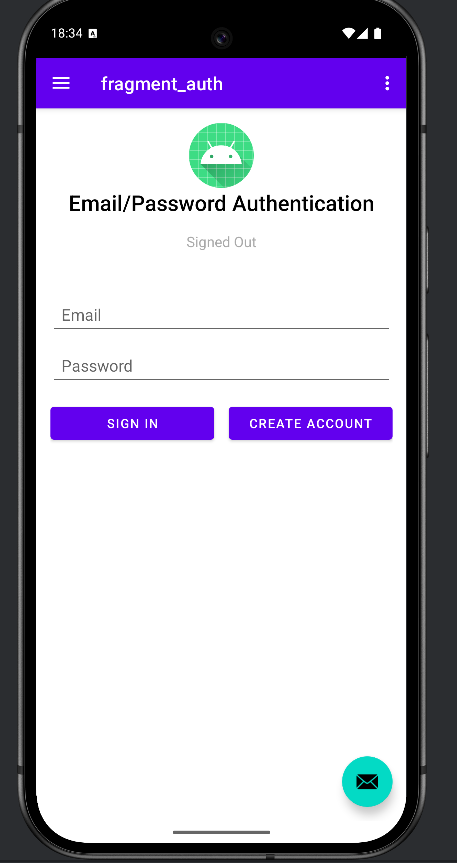 18:34 A
fragment_auth
Email/Password Authentication
Signed Out
Email
Password
SIGN IN CREATE ACCOUNT